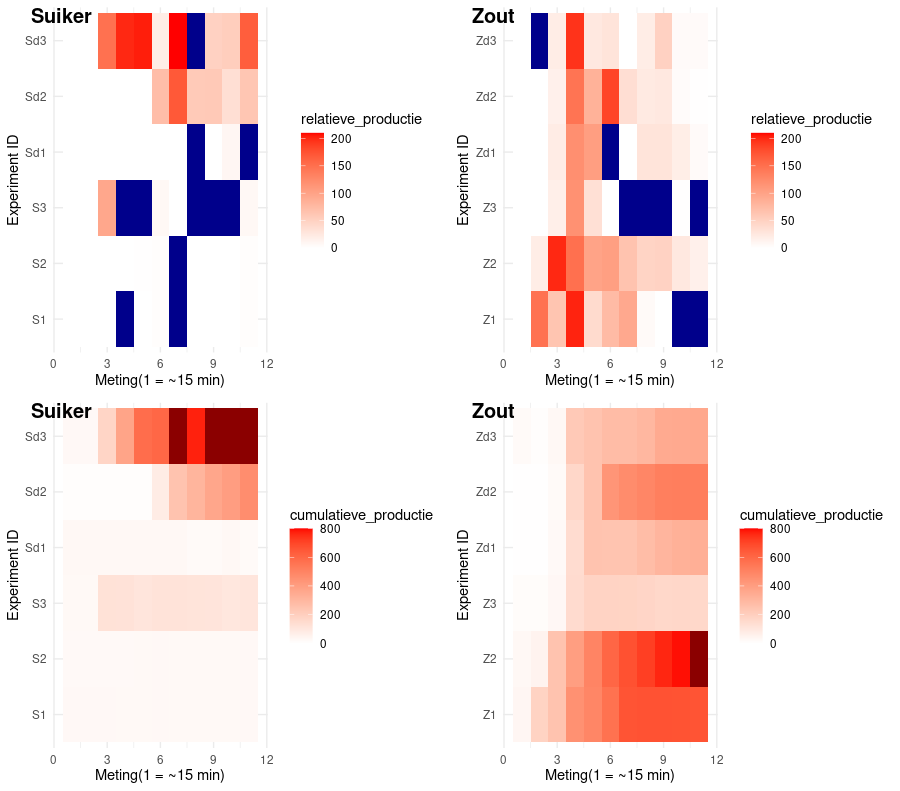 Suiker
Sd3
Sd2
Sd1
S3
S2
S1
Experiment ID
0 3 6 9 12
Meting(1 = ~15 min)
relatieve_productie
200
150
100
50
0
Zout
Zd3
Zd2
Zd1
Z3
Z2
Z1
Experiment ID
0 3 6 9 12
Meting(1 = ~15 min)
relatieve_productie
200
150
100
50
0
Suiker
Sd3
Sd2
Sd1
S3
S2
S1
Experiment ID
0 3 6 9 12
Meting(1 = ~15 min)
cumulatieve_productie
800
600
400
200
0
Zout
Zd3
Zd2
Zd1
Z3
Z2
Z1
Experiment ID
0 3 6 9 12
Meting(1 = ~15 min)
cumulatieve_productie
800
600
400
200
0